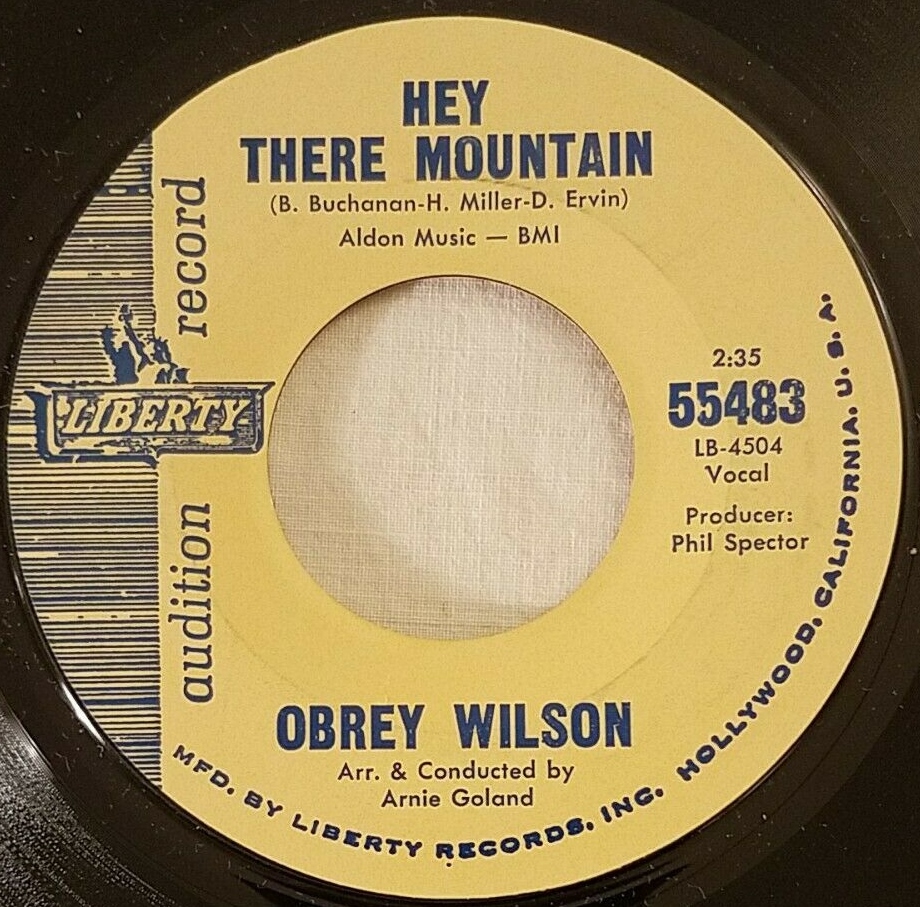 HEY
THERE MOUNTAIN
(B. Buchanan-H. Miller-D. Ervin)
Aldon Music — BMI
audition record
LIBERTY
2:35
55483
LB-4504
Vocal
Producer:
Phil Spector
OBREY WILSON
Arr. & Conducted by
Arnie Goland
MFD. BY LIBERTY RECORDS, INC. HOLLYWOOD, CALIFORNIA. U. S. A.